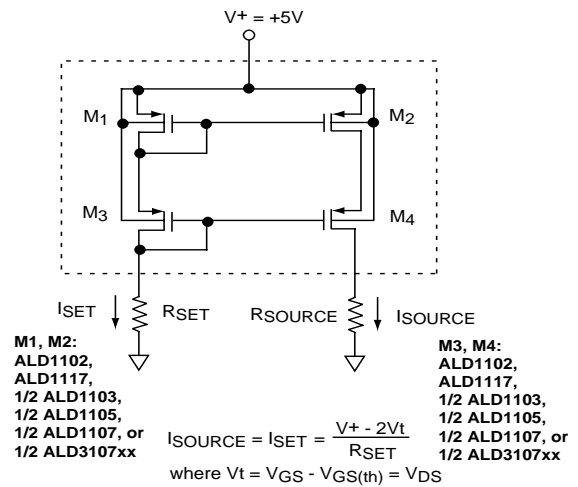 V+ = +5V
M1
M2
M3
M4
ISET
RSET
RSOURCE
ISOURCE
M1, M2:
ALD1102,
ALD1117,
1/2 ALD1103,
1/2 ALD1105,
1/2 ALD1107, or
1/2 ALD3107xx
M3, M4:
ALD1102,
ALD1117,
1/2 ALD1103,
1/2 ALD1105,
1/2 ALD1107, or
1/2 ALD3107xx
ISOURCE = ISET = V+ - 2Vt
RSET
where Vt = VGS - VGS(th) = VDS